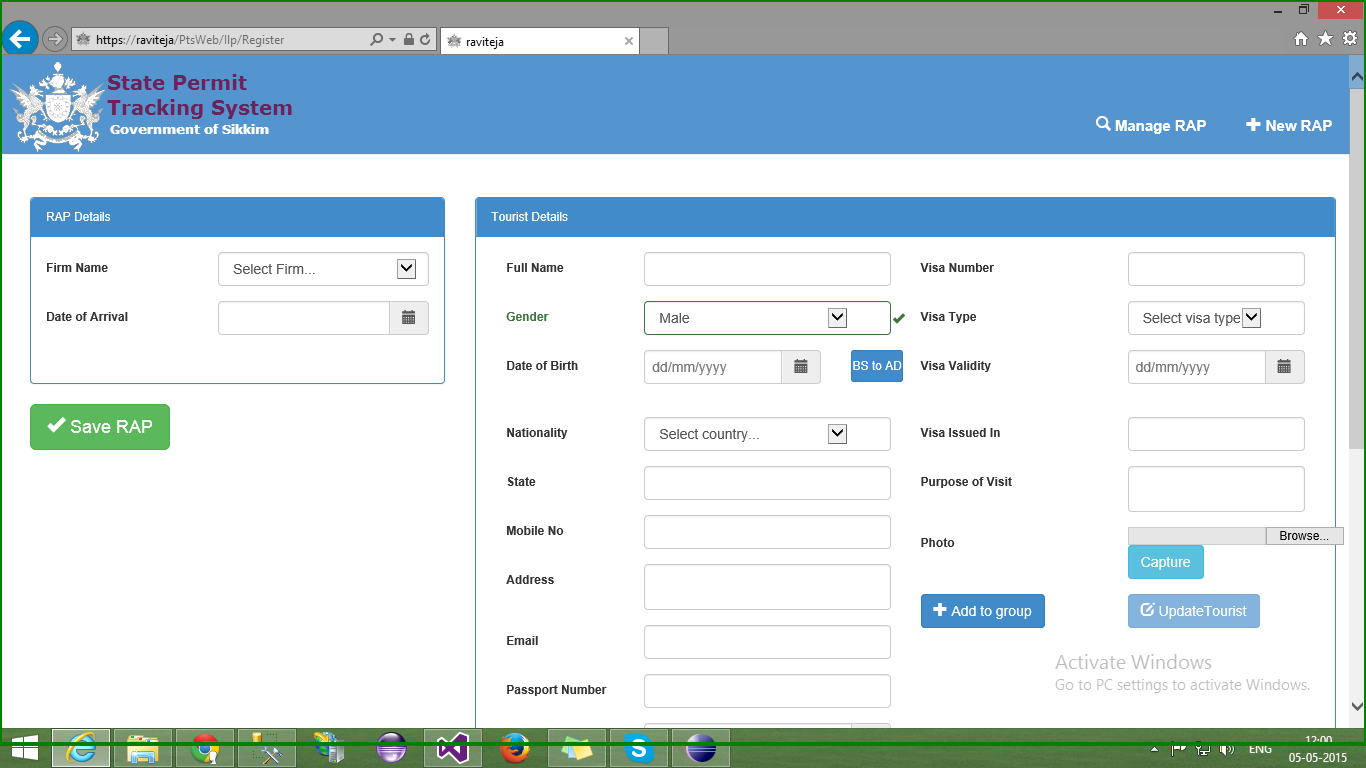 https://raviteja/PtsWeb/Ilp/Register
raviteja
State Permit
Tracking System
Government of Sikkim
Manage RAP
New RAP
RAP Details
Firm Name
Select Firm...
Date of Arrival
Save RAP
Tourist Details
Full Name
Visa Number
Gender
Male
Visa Type
Select visa type
Date of Birth
dd/mm/yyyy
BS to AD
Visa Validity
dd/mm/yyyy
Nationality
Select country...
Visa Issued In
State
Purpose of Visit
Mobile No
Photo
Browse...
Capture
Address
Add to group
UpdateTourist
Email
Passport Number
Activate Windows
Go to PC settings to activate Windows.
ENG
12:00
05-05-2015